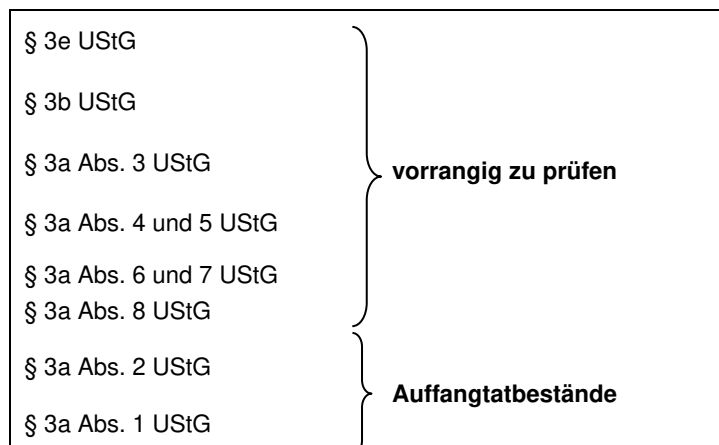 § 3e UStG
§ 3b UStG
§ 3a Abs. 3 UStG
vorrangig zu prüfen
§ 3a Abs. 4 und 5 UStG
§ 3a Abs. 6 und 7 UStG
§ 3a Abs. 8 UStG
§ 3a Abs. 2 UStG
Auffangtatbestände
§ 3a Abs. 1 UStG